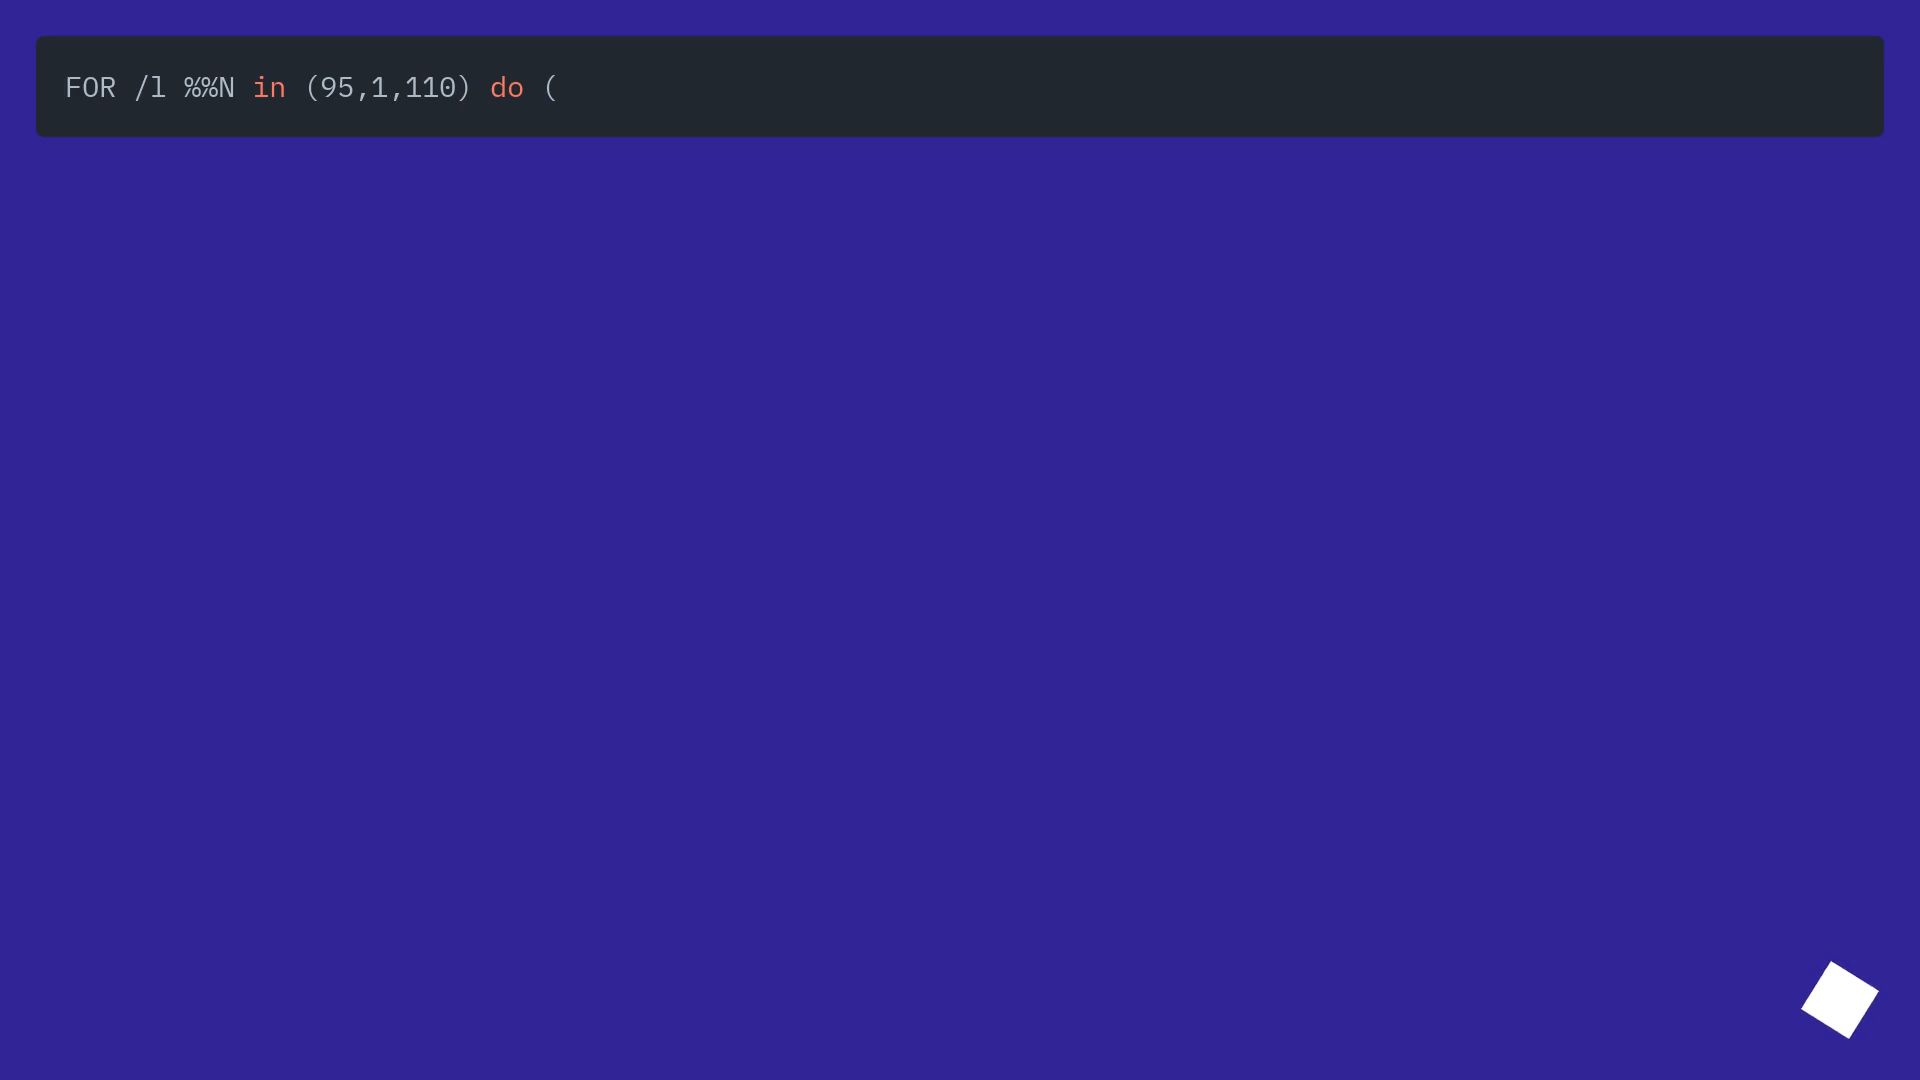 FOR /l %%N in (95,1,110) do (